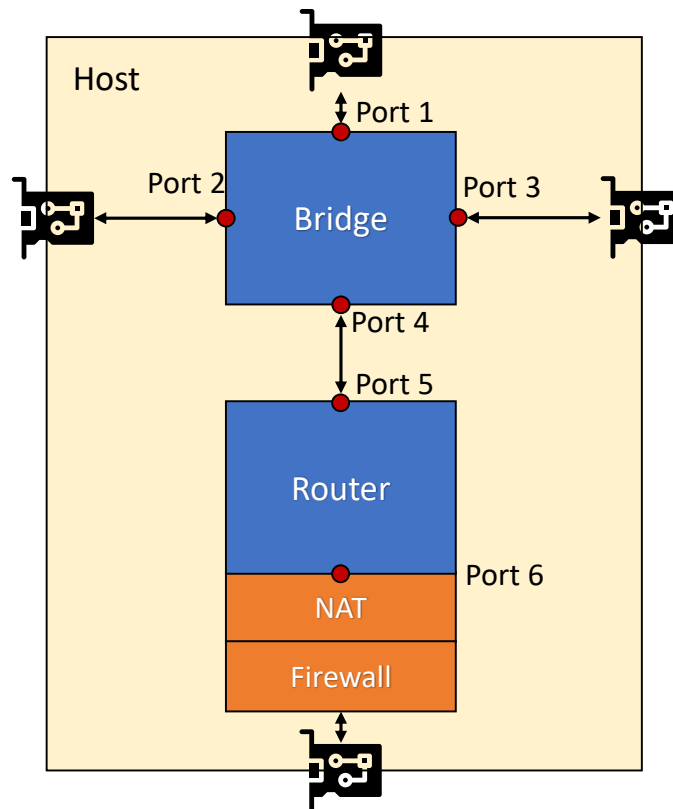 Host
Port 1
Port 2
Port 3
Bridge
Port 4
Port 5
Router
Port 6
NAT
Firewall